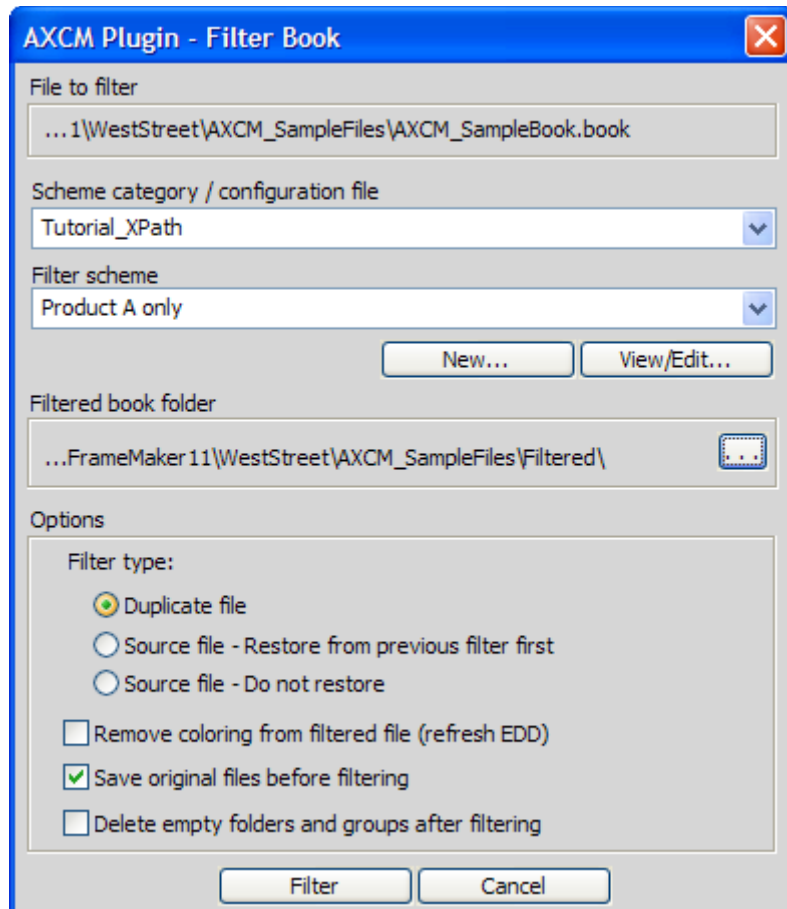 AXCM Plugin - Filter Book
File to filter
...1\WestStreet\AXCM_SampleFiles\AXCM_SampleBook.book
Scheme category / configuration file
Tutorial_XPath
Filter scheme
Product A only
New... View/Edit...
Filtered book folder
...FrameMaker11\WestStreet\AXCM_SampleFiles\Filtered\ ...
Options
Filter type:
Duplicate file
Source file - Restore from previous filter first
Source file - Do not restore
Remove coloring from filtered file (refresh EDD)
Save original files before filtering
Delete empty folders and groups after filtering
Filter Cancel